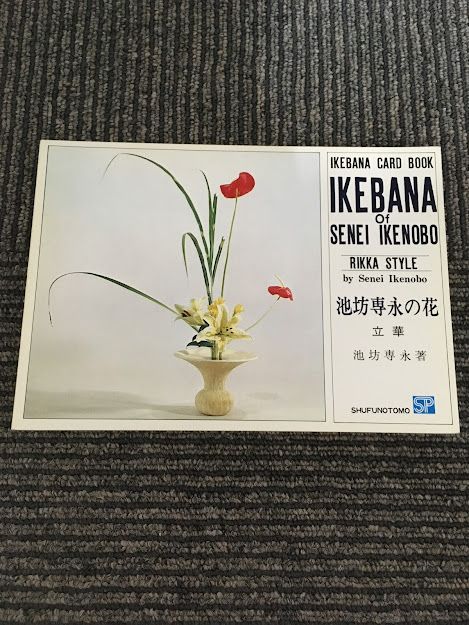 IKEBANA CARD BOOK
IKEBANA
Of
SENEI IKENOBO
RIKKA STYLE
by Senei Ikenobo
池坊専永の花
立華
池坊専永著
SHUFUNOTOMO SP